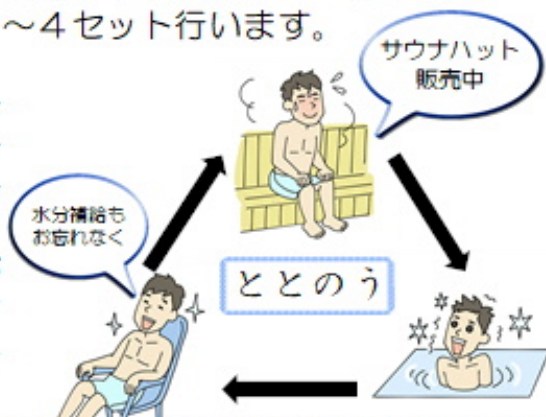 ～４セット行います。
サウナハット
販売中
水分補給も
お忘れなく
ととのう